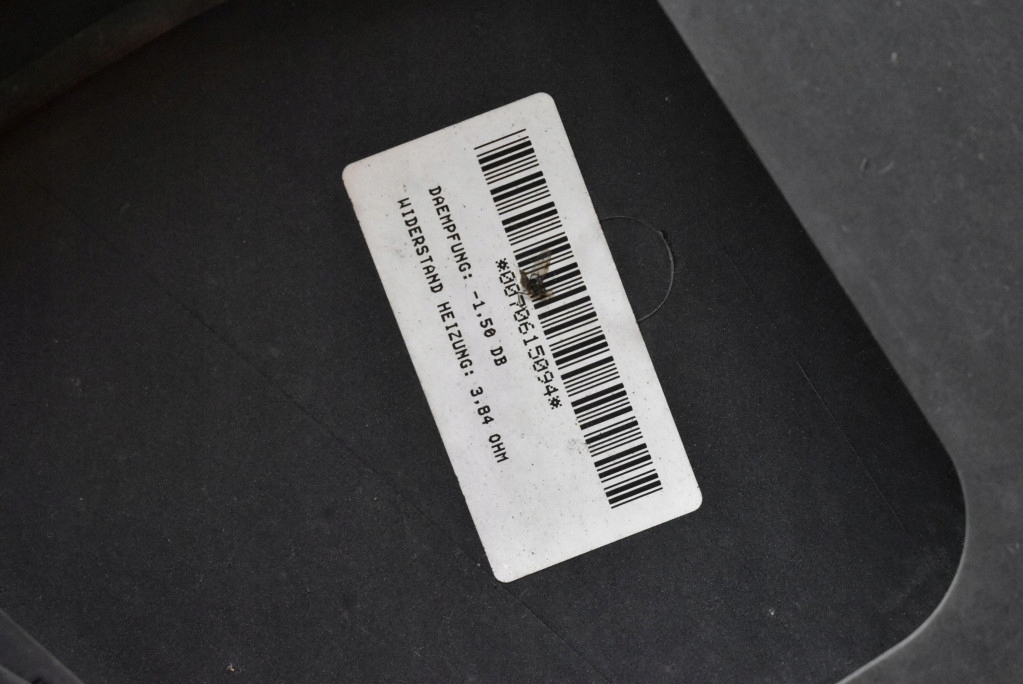 *0070615094*
DAEMPFUNG: -1,50 DB
WIDERSTAND HEIZUNG: 3,84 OHM